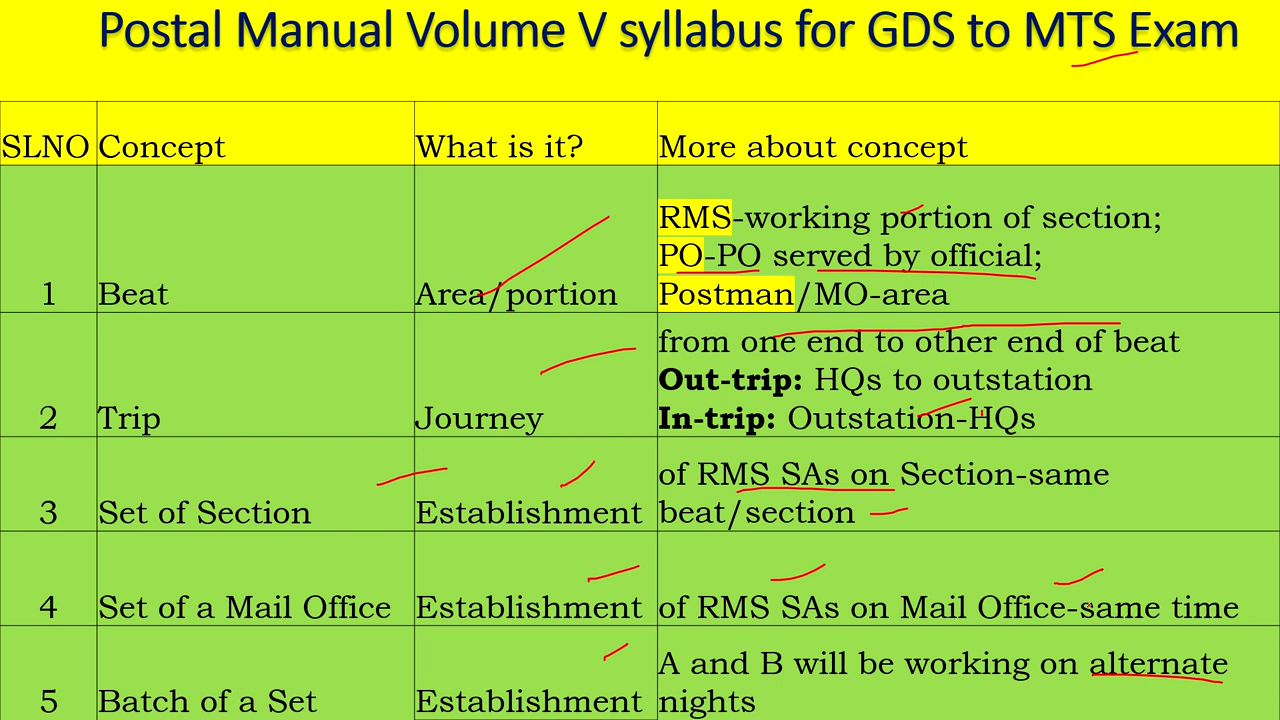 Postal Manual Volume V syllabus for GDS to MTS Exam
SLNO Concept What is it? More about concept
RMS-working portion of section;
PO-PO served by official;
1 Beat Area/portion Postman/MO-area
from one end to other end of beat
Out-trip: HQs to outstation
2 Trip Journey In-trip: Outstation-HQs
of RMS SAs on Section-same
3 Set of Section Establishment beat/section
4 Set of a Mail Office Establishment of RMS SAs on Mail Office-same time
A and B will be working on alternate
5 Batch of a Set Establishment nights